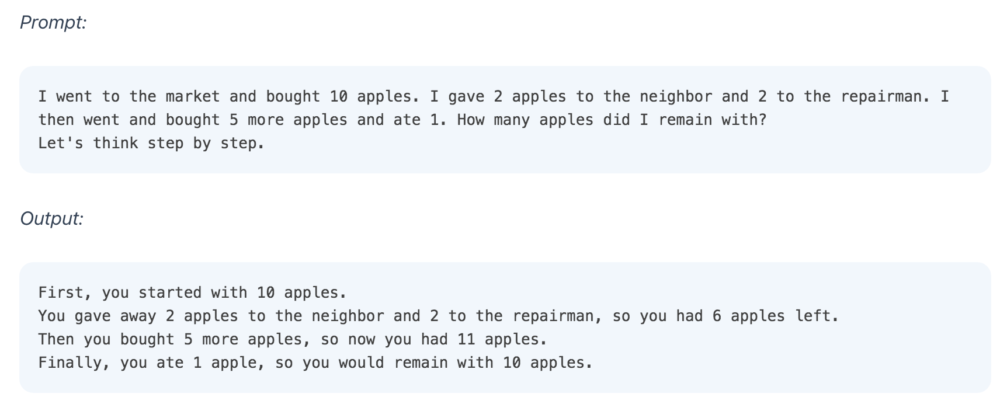 Prompt:
I went to the market and bought 10 apples. I gave 2 apples to the neighbor and 2 to the repairman. I
then went and bought 5 more apples and ate 1. How many apples did I remain with?
Let's think step by step.
Output:
First, you started with 10 apples.
You gave away 2 apples to the neighbor and 2 to the repairman, so you had 6 apples left.
Then you bought 5 more apples, so now you had 11 apples.
Finally, you ate 1 apple, so you would remain with 10 apples.